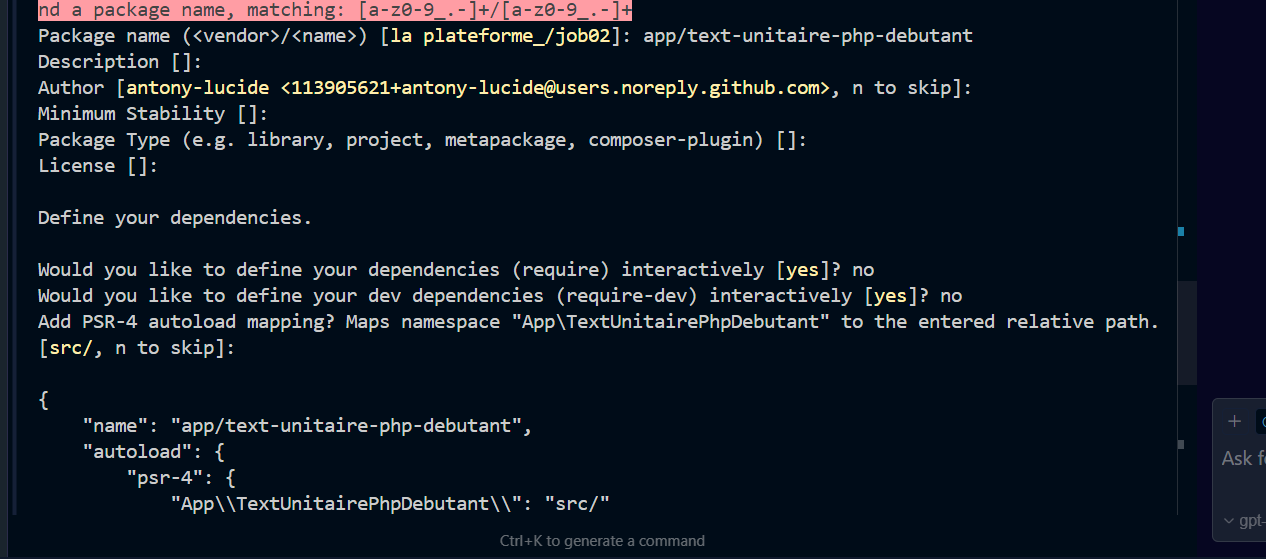 nd a package name, matching: [a-z0-9_.-]+/[a-z0-9_.-]+
Package name (<vendor>/<name>) [la plateforme_/job02]: app/text-unitaire-php-debutant
Description []:
Author [antony-lucide <113905621+antony-lucide@users.noreply.github.com>, n to skip]:
Minimum Stability []:
Package Type (e.g. library, project, metapackage, composer-plugin) []:
License []:
Define your dependencies.
Would you like to define your dependencies (require) interactively [yes]? no
Would you like to define your dev dependencies (require-dev) interactively [yes]? no
Add PSR-4 autoload mapping? Maps namespace "App\TextUnitairePhpDebutant" to the entered relative path.
[src/, n to skip]:
{
    "name": "app/text-unitaire-php-debutant",
    "autoload": {
        "psr-4": {
            "App\\TextUnitairePhpDebutant\\": "src/"
Ctrl+K to generate a command
Ask f
gpt-